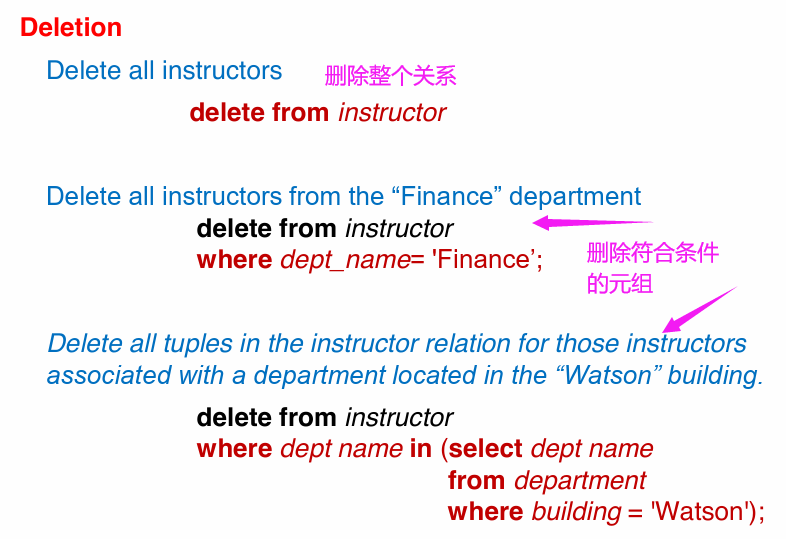 Deletion
Delete all instructors
删除整个关系
delete from instructor
Delete all instructors from the “Finance” department
delete from instructor
where dept_name= 'Finance’;
删除符合条件
的元组
Delete all tuples in the instructor relation for those instructors
associated with a department located in the “Watson” building.
delete from instructor
where dept name in (select dept name
from department
where building = 'Watson');